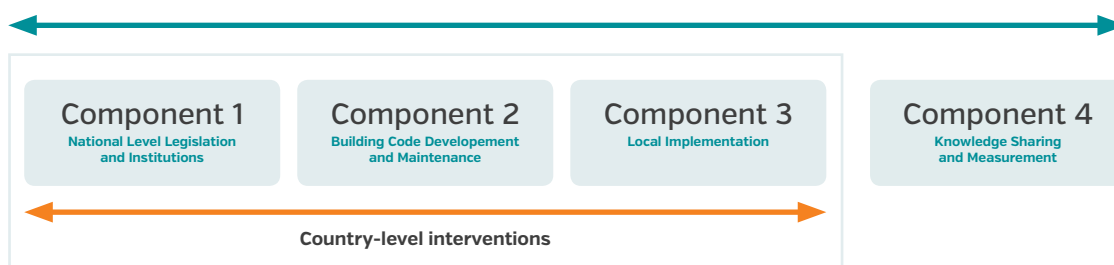 Component 1
National Level Legislation
and Institutions
Component 2
Building Code Developement
and Maintenance
Component 3
Local Implementation
Component 4
Knowledge Sharing
and Measurement
Country-level interventions